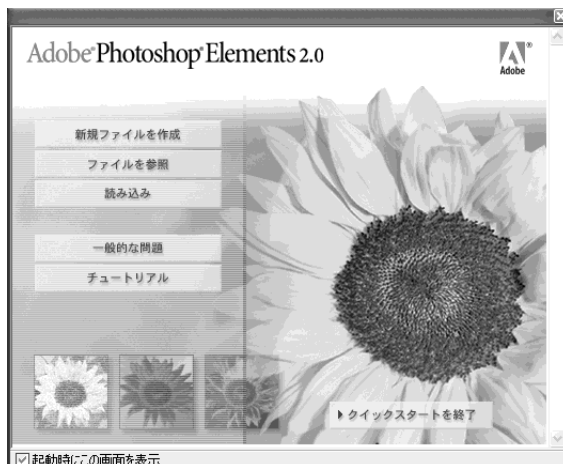 Adobe® Photoshop® Elements 2.0
Adobe®
新規ファイルを作成
ファイルを参照
読み込み
一般的な問題
チュートリアル
クイックスタートを終了
起動時にこの画面を表示